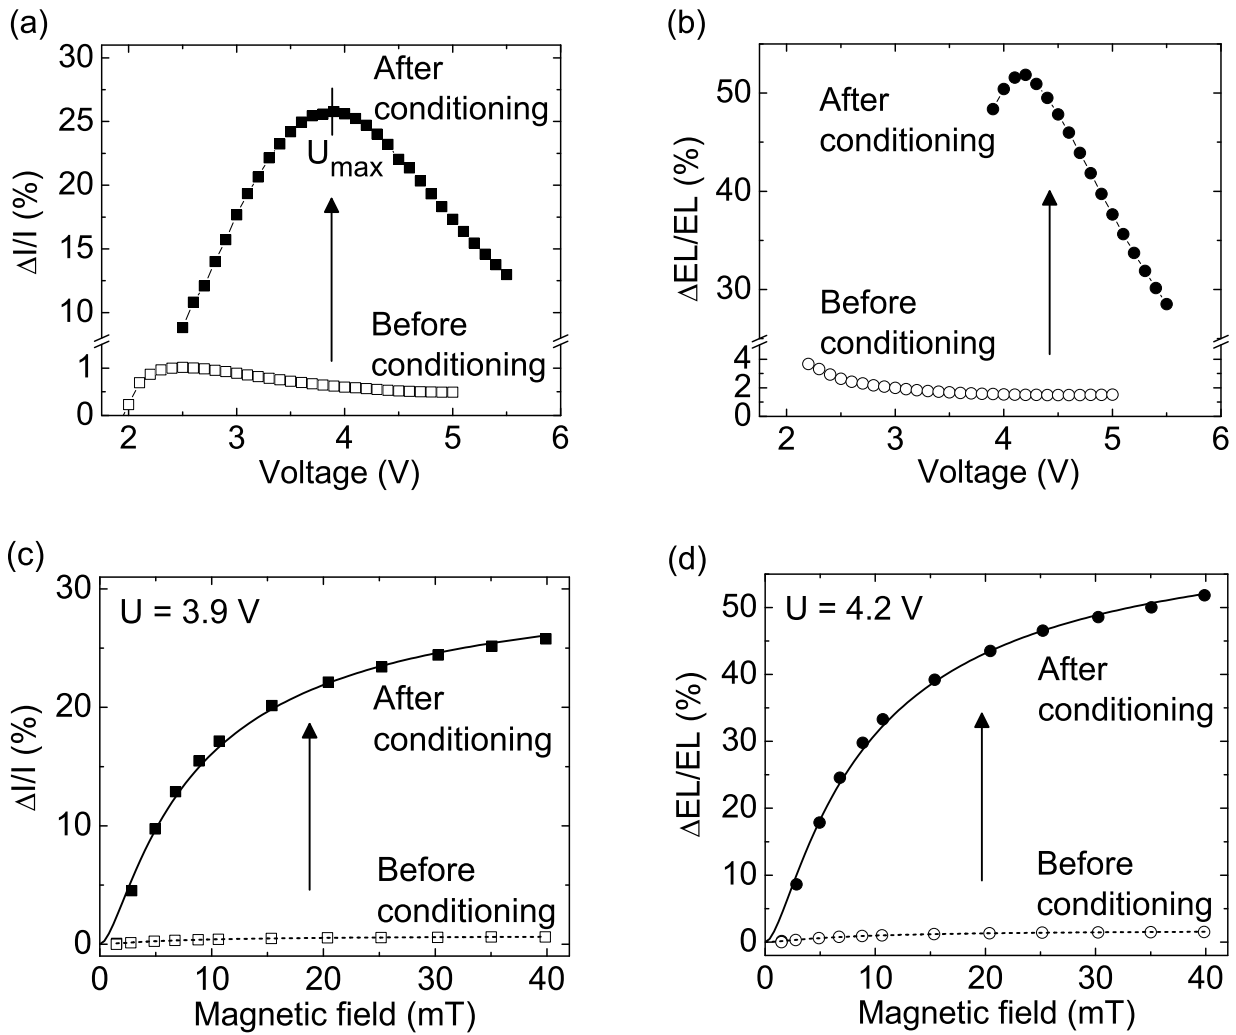 (a)
30
25
20
15
10
1
0
ΔI/I (%)
After
conditioning
U_max
Before
conditioning
2
3
4
5
6
Voltage (V)
(b)
50
40
30
4
2
0
ΔEL/EL (%)
After
conditioning
Before
conditioning
2
3
4
5
6
Voltage (V)
(c)
30
20
10
0
ΔI/I (%)
U = 3.9 V
After
conditioning
Before
conditioning
0
10
20
30
40
Magnetic field (mT)
(d)
50
40
30
20
10
0
ΔEL/EL (%)
U = 4.2 V
After
conditioning
Before
conditioning
0
10
20
30
40
Magnetic field (mT)